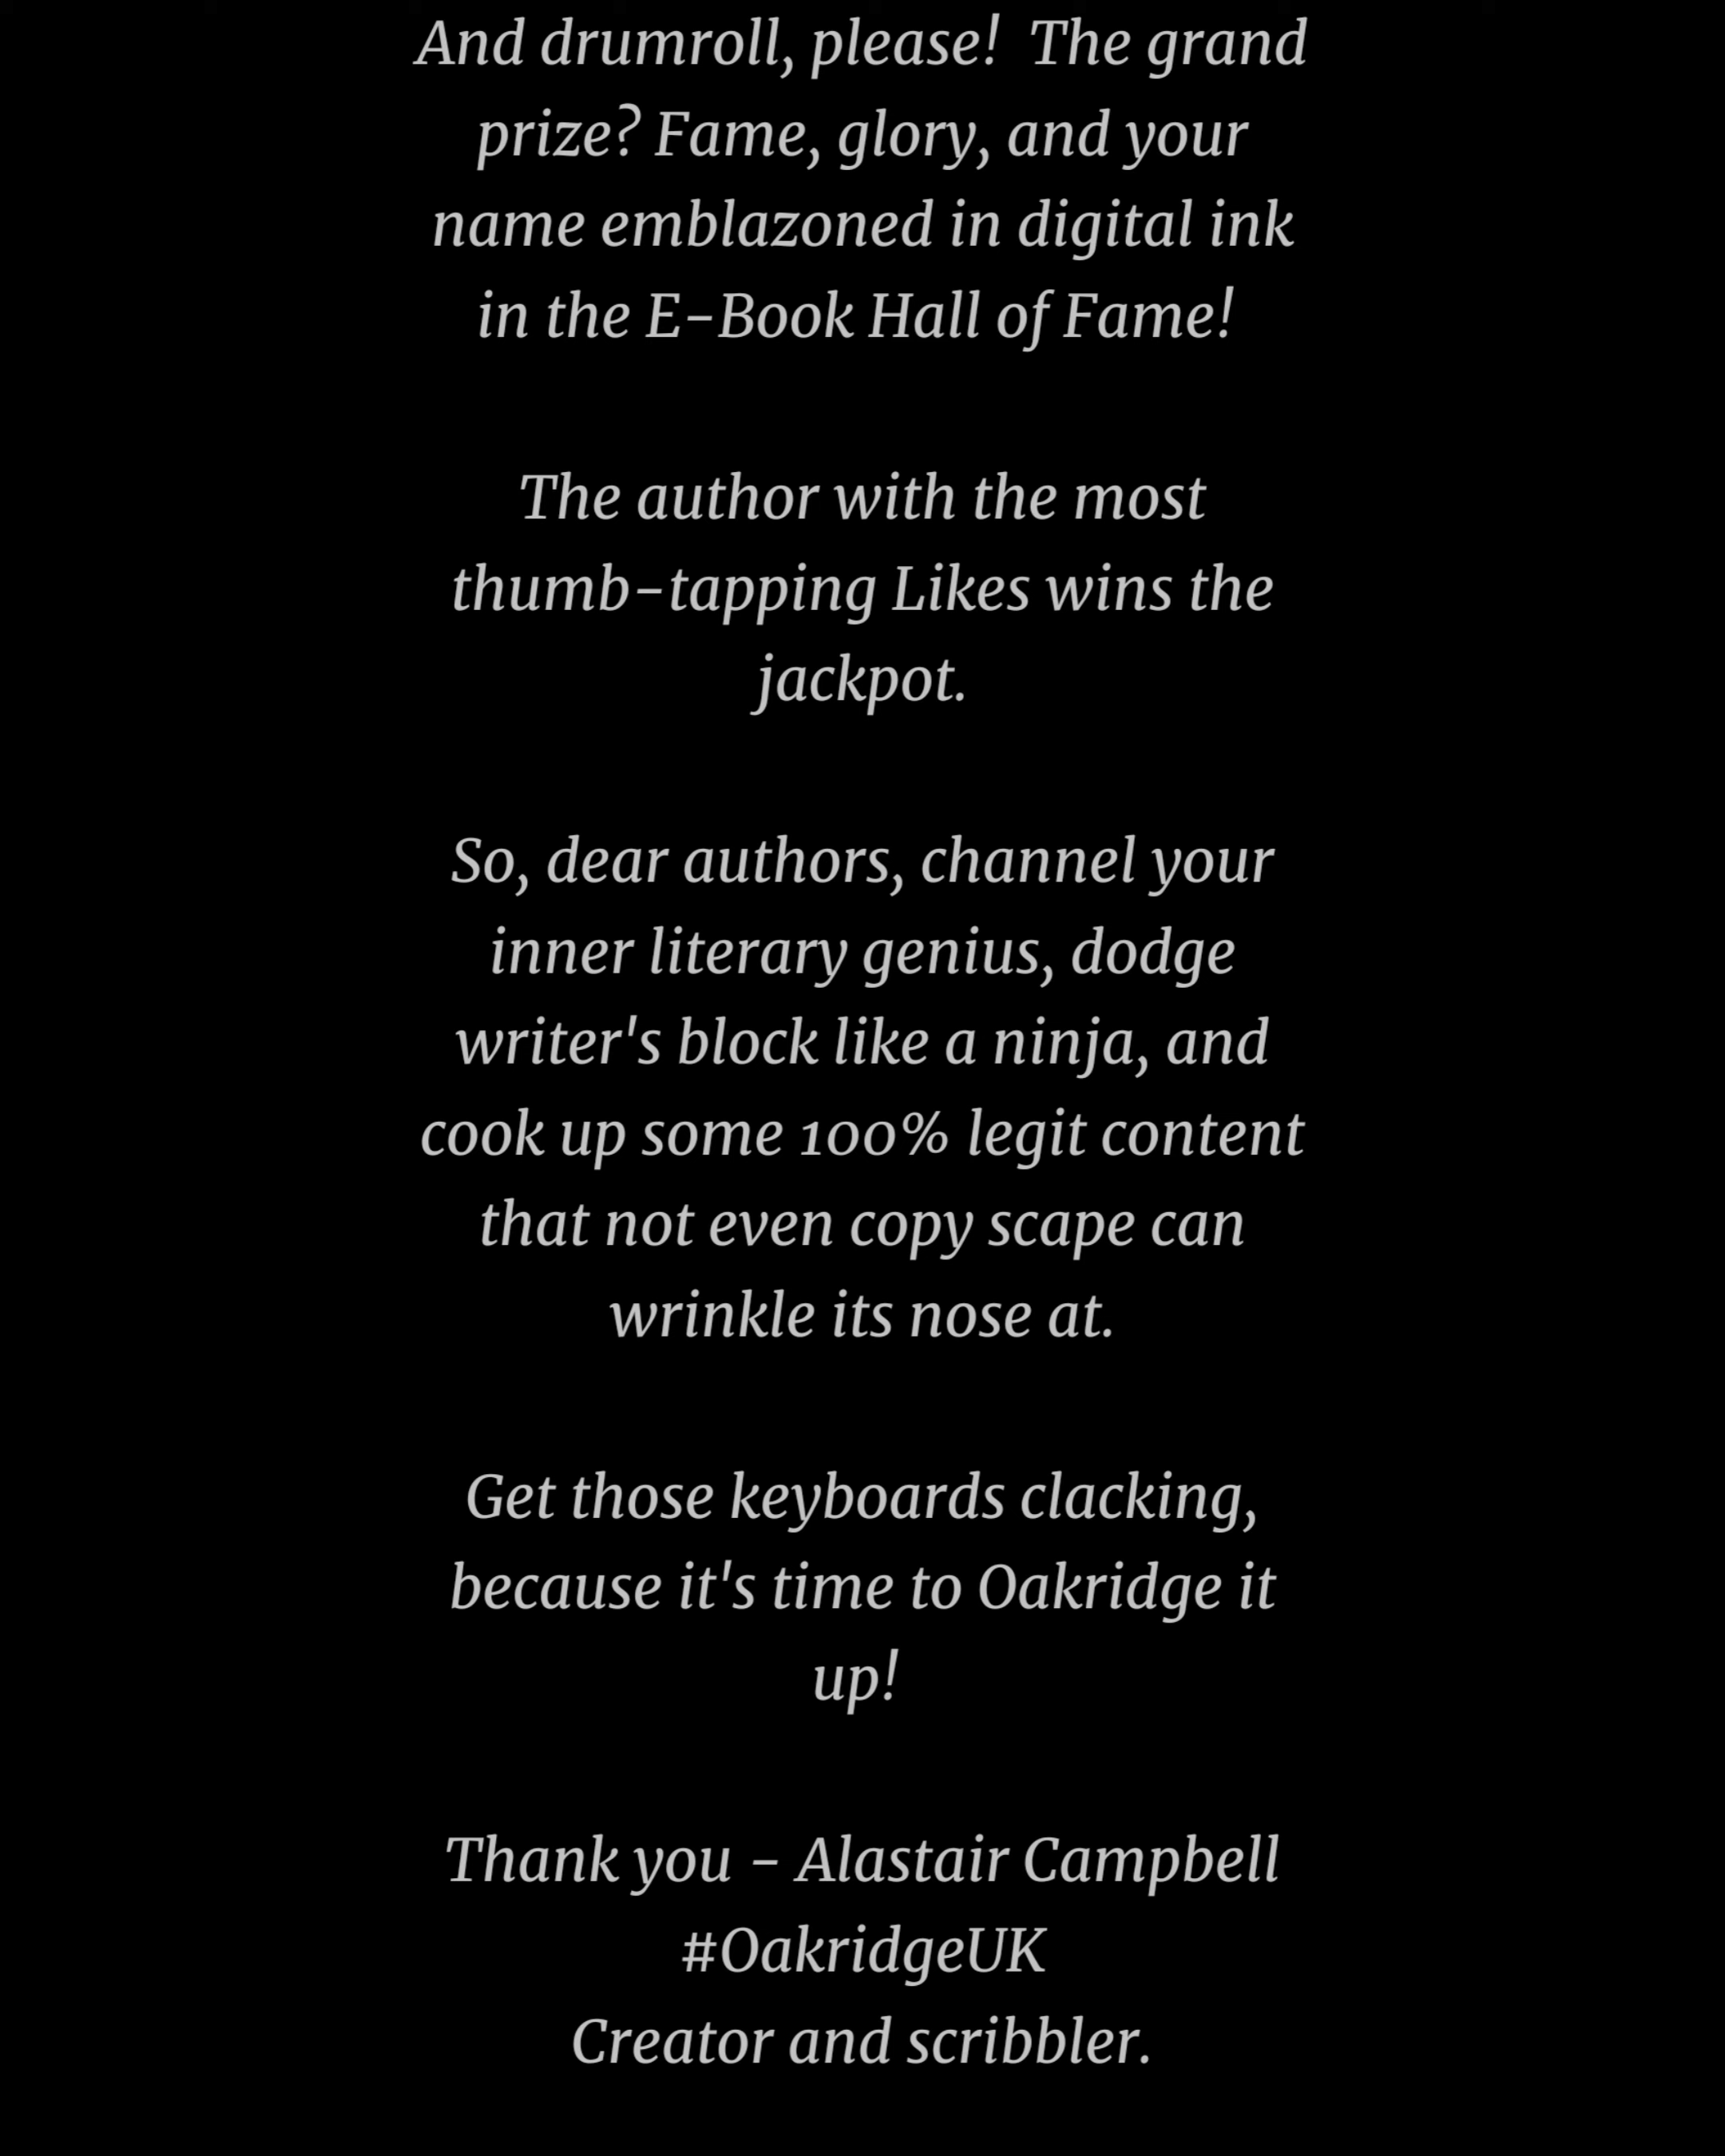 And drumroll, please!  The grand
prize? Fame, glory, and your
name emblazoned in digital ink
in the E-Book Hall of Fame!
The author with the most
thumb-tapping Likes wins the
jackpot.
So, dear authors, channel your
inner literary genius, dodge
writer's block like a ninja, and
cook up some 100% legit content
that not even copy scape can
wrinkle its nose at.
Get those keyboards clacking,
because it's time to Oakridge it
up!
Thank you - Alastair Campbell
#OakridgeUK
Creator and scribbler.